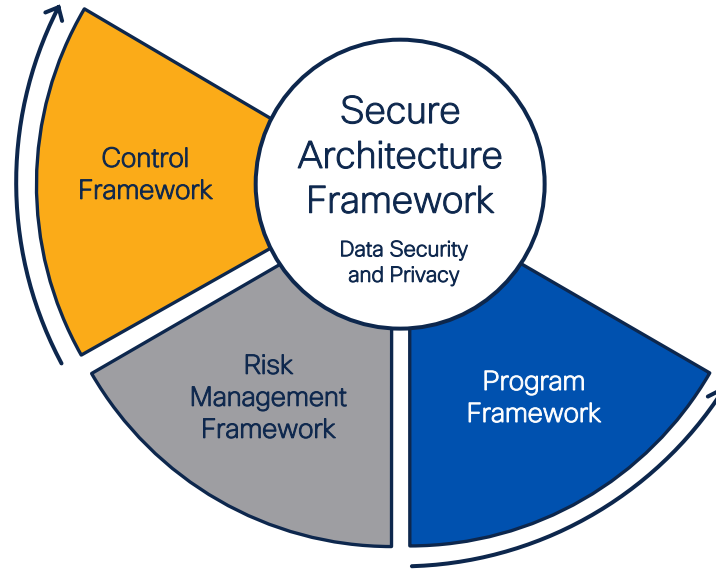 Secure
Architecture
Framework
Data Security
and Privacy
Control
Framework
Risk
Management
Framework
Program
Framework